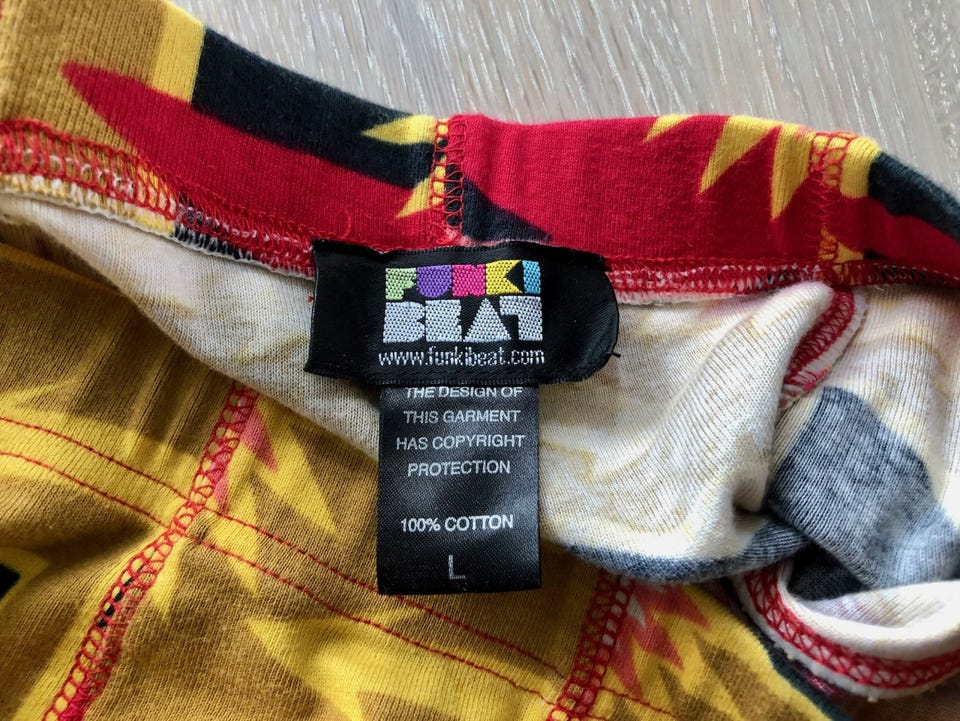 FUNKI
BEAT
www.funkibeat.com
THE DESIGN OF
THIS GARMENT
HAS COPYRIGHT
PROTECTION
100% COTTON
L